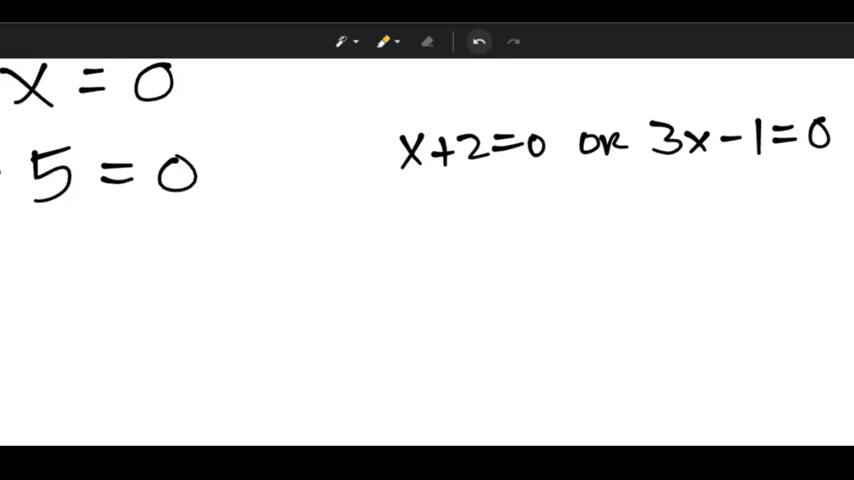 x = 0
x+2=0 or 3x-1=0
5 = 0